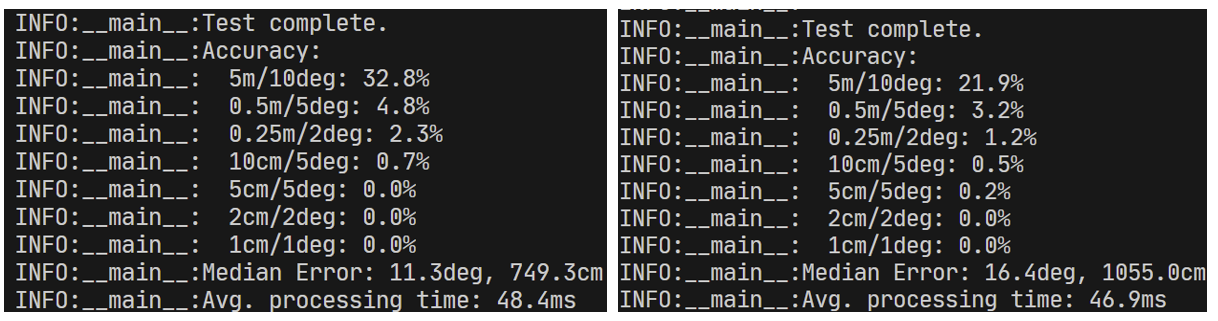 INFO:__main__:Test complete.
INFO:__main__:Accuracy:
INFO:__main__:  5m/10deg: 32.8%
INFO:__main__:  0.5m/5deg: 4.8%
INFO:__main__:  0.25m/2deg: 2.3%
INFO:__main__:  10cm/5deg: 0.7%
INFO:__main__:  5cm/5deg: 0.0%
INFO:__main__:  2cm/2deg: 0.0%
INFO:__main__:  1cm/1deg: 0.0%
INFO:__main__:Median Error: 11.3deg, 749.3cm
INFO:__main__:Avg. processing time: 48.4ms
INFO:__main__:Test complete.
INFO:__main__:Accuracy:
INFO:__main__:  5m/10deg: 21.9%
INFO:__main__:  0.5m/5deg: 3.2%
INFO:__main__:  0.25m/2deg: 1.2%
INFO:__main__:  10cm/5deg: 0.5%
INFO:__main__:  5cm/5deg: 0.2%
INFO:__main__:  2cm/2deg: 0.0%
INFO:__main__:  1cm/1deg: 0.0%
INFO:__main__:Median Error: 16.4deg, 1055.0cm
INFO:__main__:Avg. processing time: 46.9ms